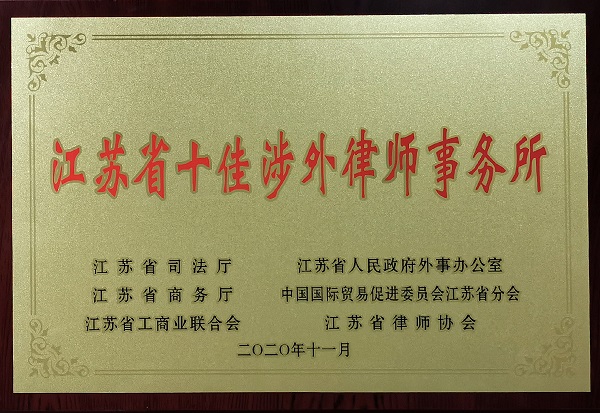 江苏省十佳涉外律师事务所
江苏省司法厅 江苏省人民政府外事办公室
江苏省商务厅 中国国际贸易促进委员会江苏省分会
江苏省工商业联合会 江苏省律师协会
二〇二〇年十一月